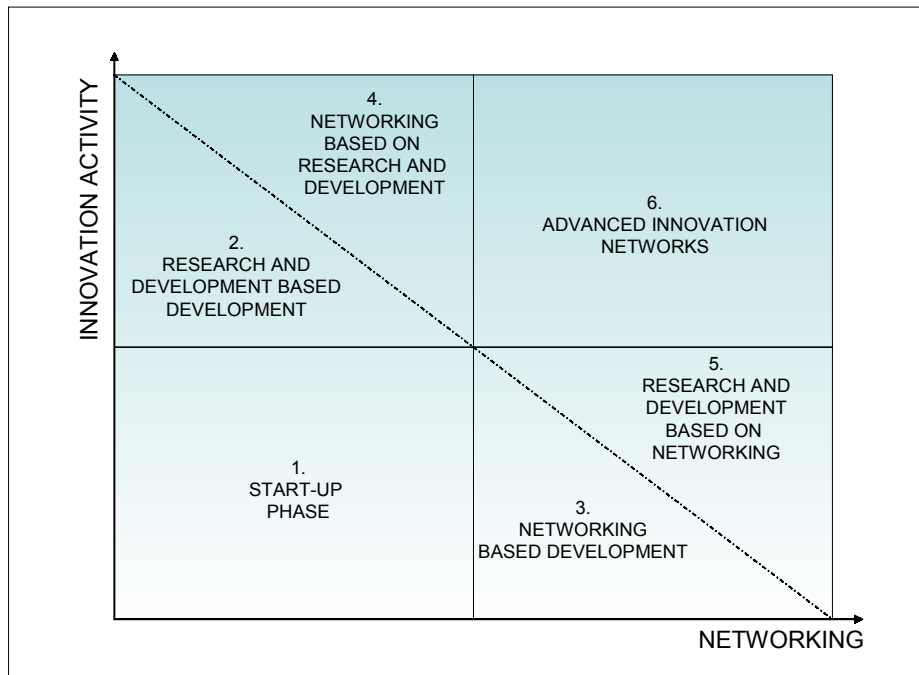 INNOVATION ACTIVITY
4.
NETWORKING
BASED ON
RESEARCH AND
DEVELOPMENT
6.
ADVANCED INNOVATION
NETWORKS
2.
RESEARCH AND
DEVELOPMENT BASED
DEVELOPMENT
5.
RESEARCH AND
DEVELOPMENT
BASED ON
NETWORKING
1.
START-UP
PHASE
3.
NETWORKING
BASED DEVELOPMENT
NETWORKING